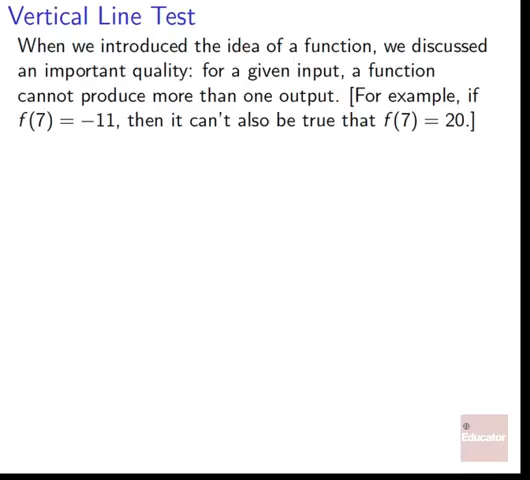 Vertical Line Test
When we introduced the idea of a function, we discussed
an important quality: for a given input, a function
cannot produce more than one output. [For example, if
f(7) = −11, then it can't also be true that f(7) = 20.]
Educator